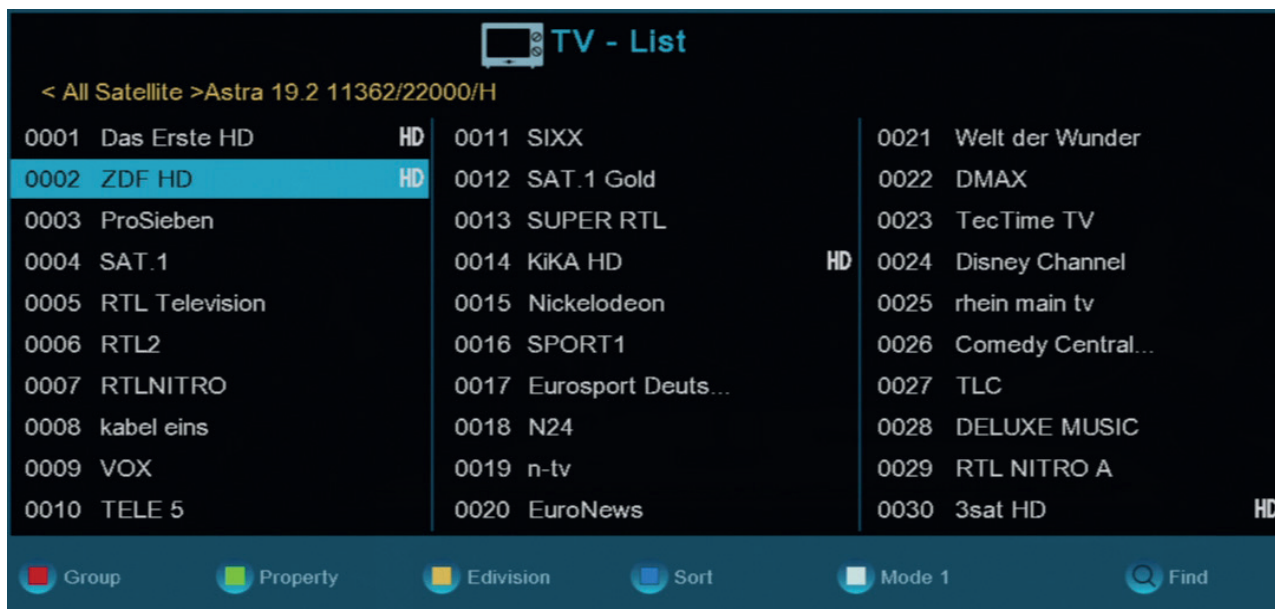 TV - List
< All Satellite >Astra 19.2 11362/22000/H
0001 Das Erste HD HD
0002 ZDF HD HD
0003 ProSieben
0004 SAT.1
0005 RTL Television
0006 RTL2
0007 RTLNITRO
0008 kabel eins
0009 VOX
0010 TELE 5
0011 SIXX
0012 SAT.1 Gold
0013 SUPER RTL
0014 KiKA HD HD
0015 Nickelodeon
0016 SPORT1
0017 Eurosport Deuts...
0018 N24
0019 n-tv
0020 EuroNews
0021 Welt der Wunder
0022 DMAX
0023 TecTime TV
0024 Disney Channel
0025 rhein main tv
0026 Comedy Central...
0027 TLC
0028 DELUXE MUSIC
0029 RTL NITRO A
0030 3sat HD HD
Group Property Edivision Sort Mode 1 Find